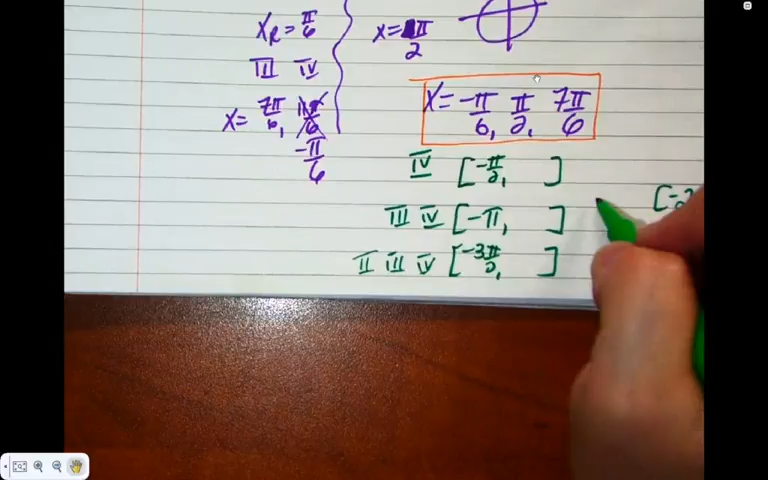 x_R = π/6
III IV
x = 7π/6, 11π/6
-π/6
x = π/2
x = -π/6, π/2, 7π/6
IV [-π/2, ]
III IV [-π, ]
II III IV [-3π/2, ]
[-2